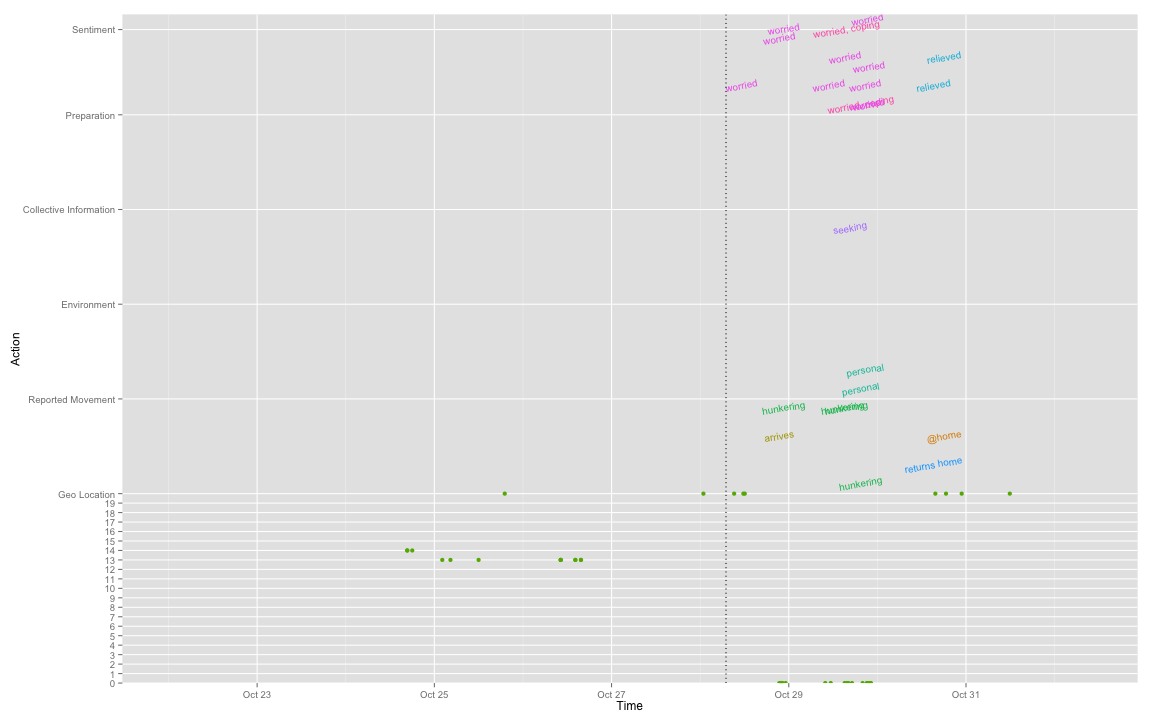 Sentiment
worried
worried
worried, coping
worried
worried
relieved
worried
worried
worried
worried
relieved
Preparation
worried
Collective Information
seeking
Environment
personal
personal
Reported Movement
hunkering
hunkering
arrives
@home
returns home
hunkering
Geo Location
19
18
17
16
15
14
13
12
11
10
9
8
7
6
5
4
3
2
1
0
Oct 23
Oct 25
Oct 27
Oct 29
Oct 31
Time
Action